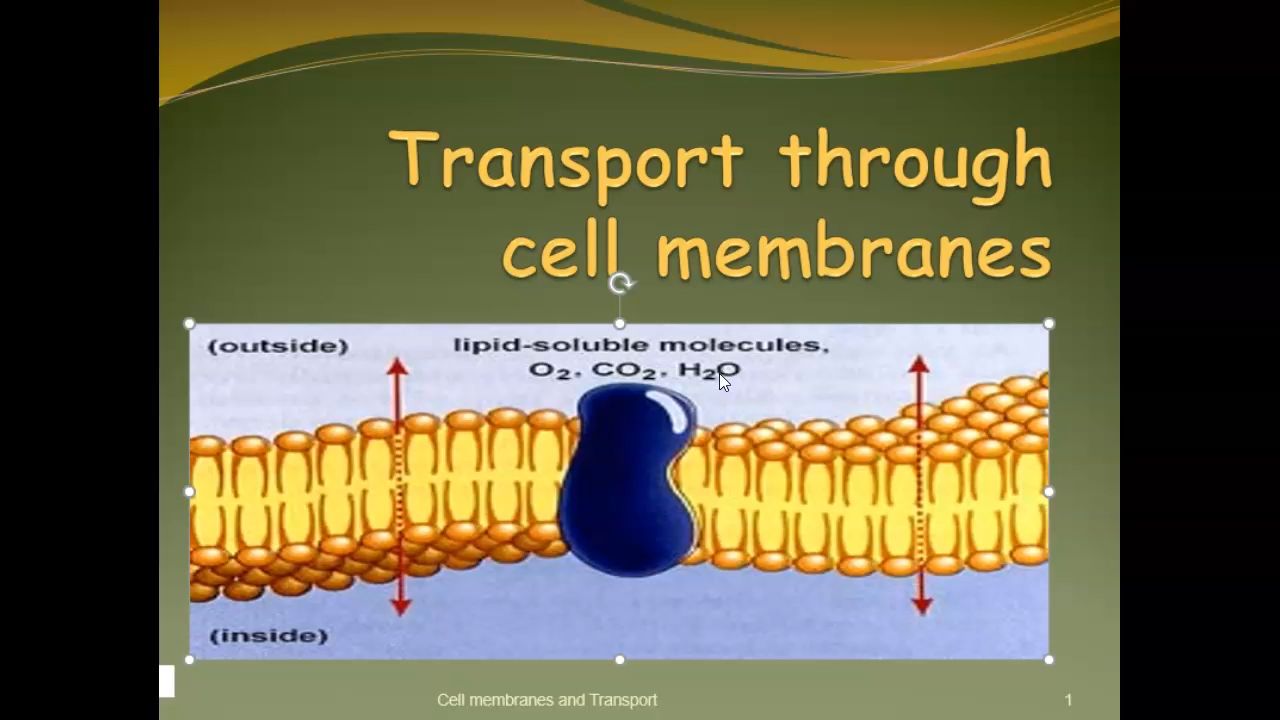 Transport through
cell membranes
(outside)
lipid-soluble molecules,
O₂, CO₂, H₂O
(inside)
Cell membranes and Transport
1